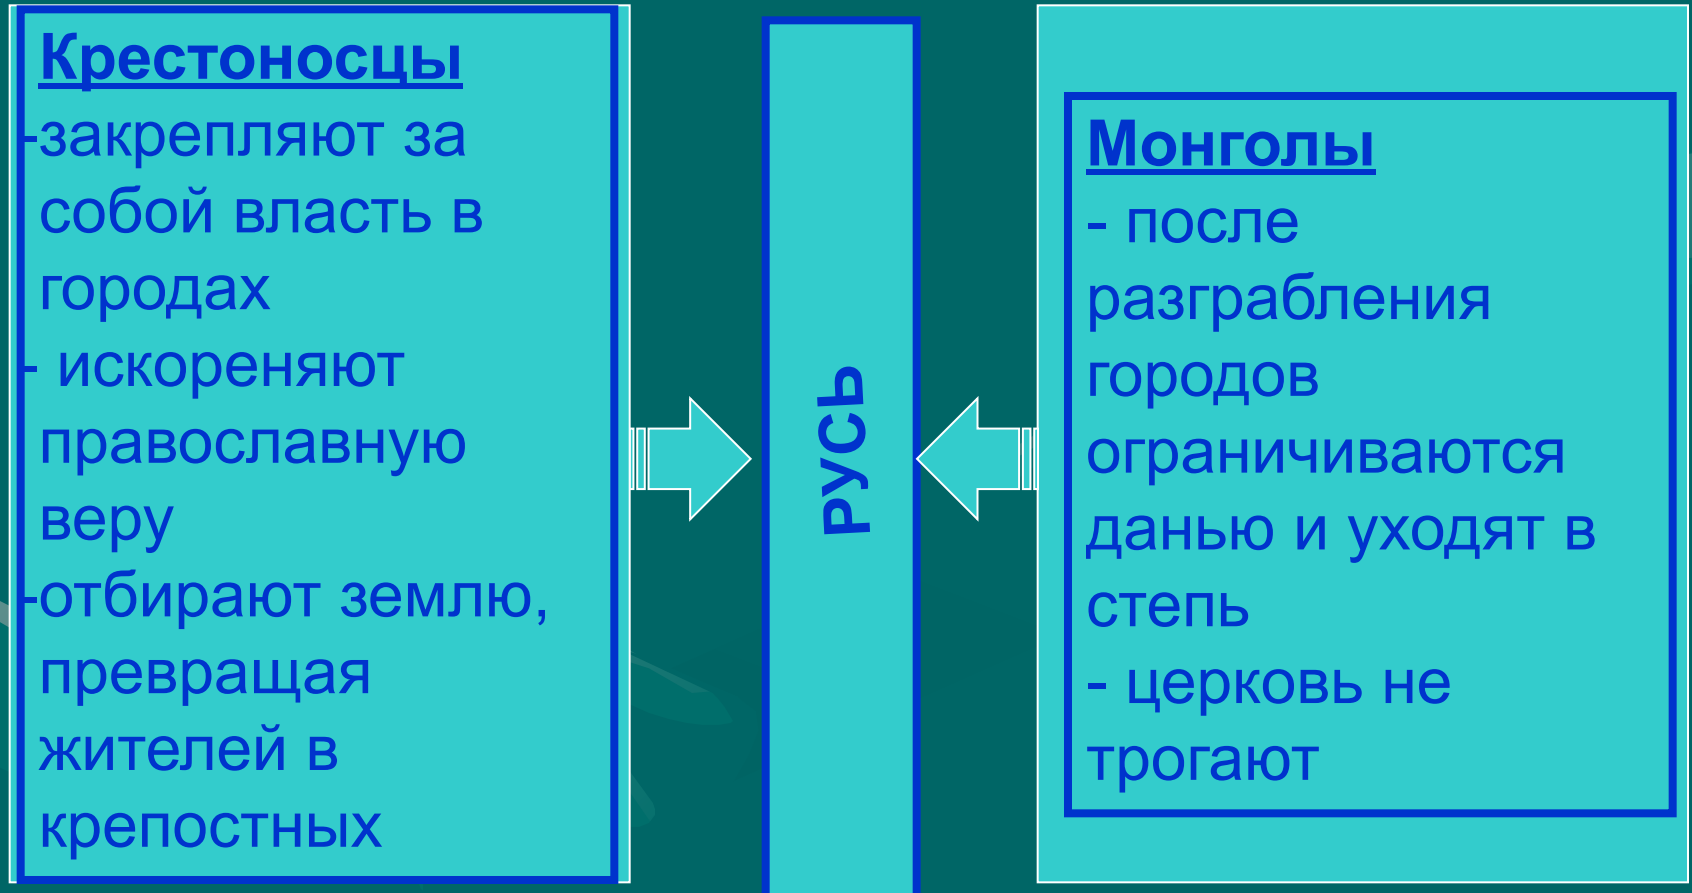 Крестоносцы
-закрепляют за
собой власть в
городах
- искореняют
православную
веру
-отбирают землю,
превращая
жителей в
крепостных
РУСЬ
Монголы
- после
разграбления
городов
ограничиваются
данью и уходят в
степь
- церковь не
трогают